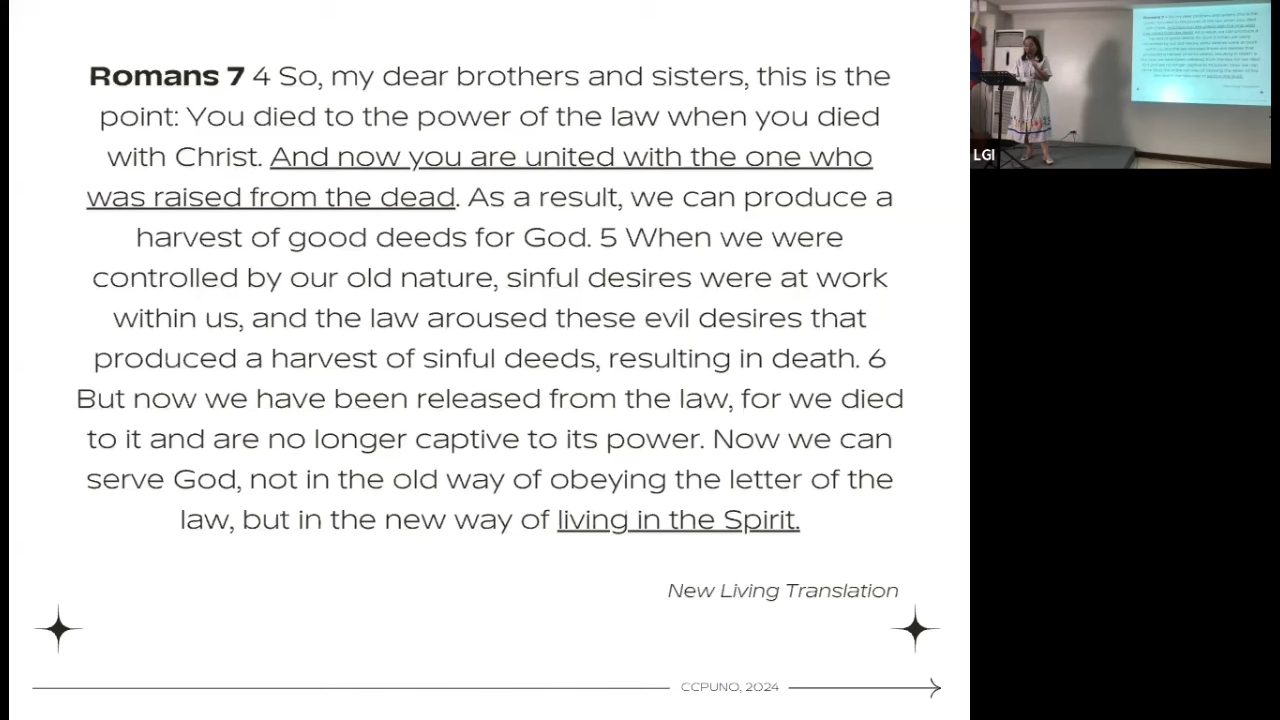 Romans 7 4 So, my dear brothers and sisters, this is the
point: You died to the power of the law when you died
with Christ. And now you are united with the one who
was raised from the dead. As a result, we can produce a
harvest of good deeds for God. 5 When we were
controlled by our old nature, sinful desires were at work
within us, and the law aroused these evil desires that
produced a harvest of sinful deeds, resulting in death. 6
But now we have been released from the law, for we died
to it and are no longer captive to its power. Now we can
serve God, not in the old way of obeying the letter of the
law, but in the new way of living in the Spirit.
New Living Translation
CCPUNO, 2024
LGI